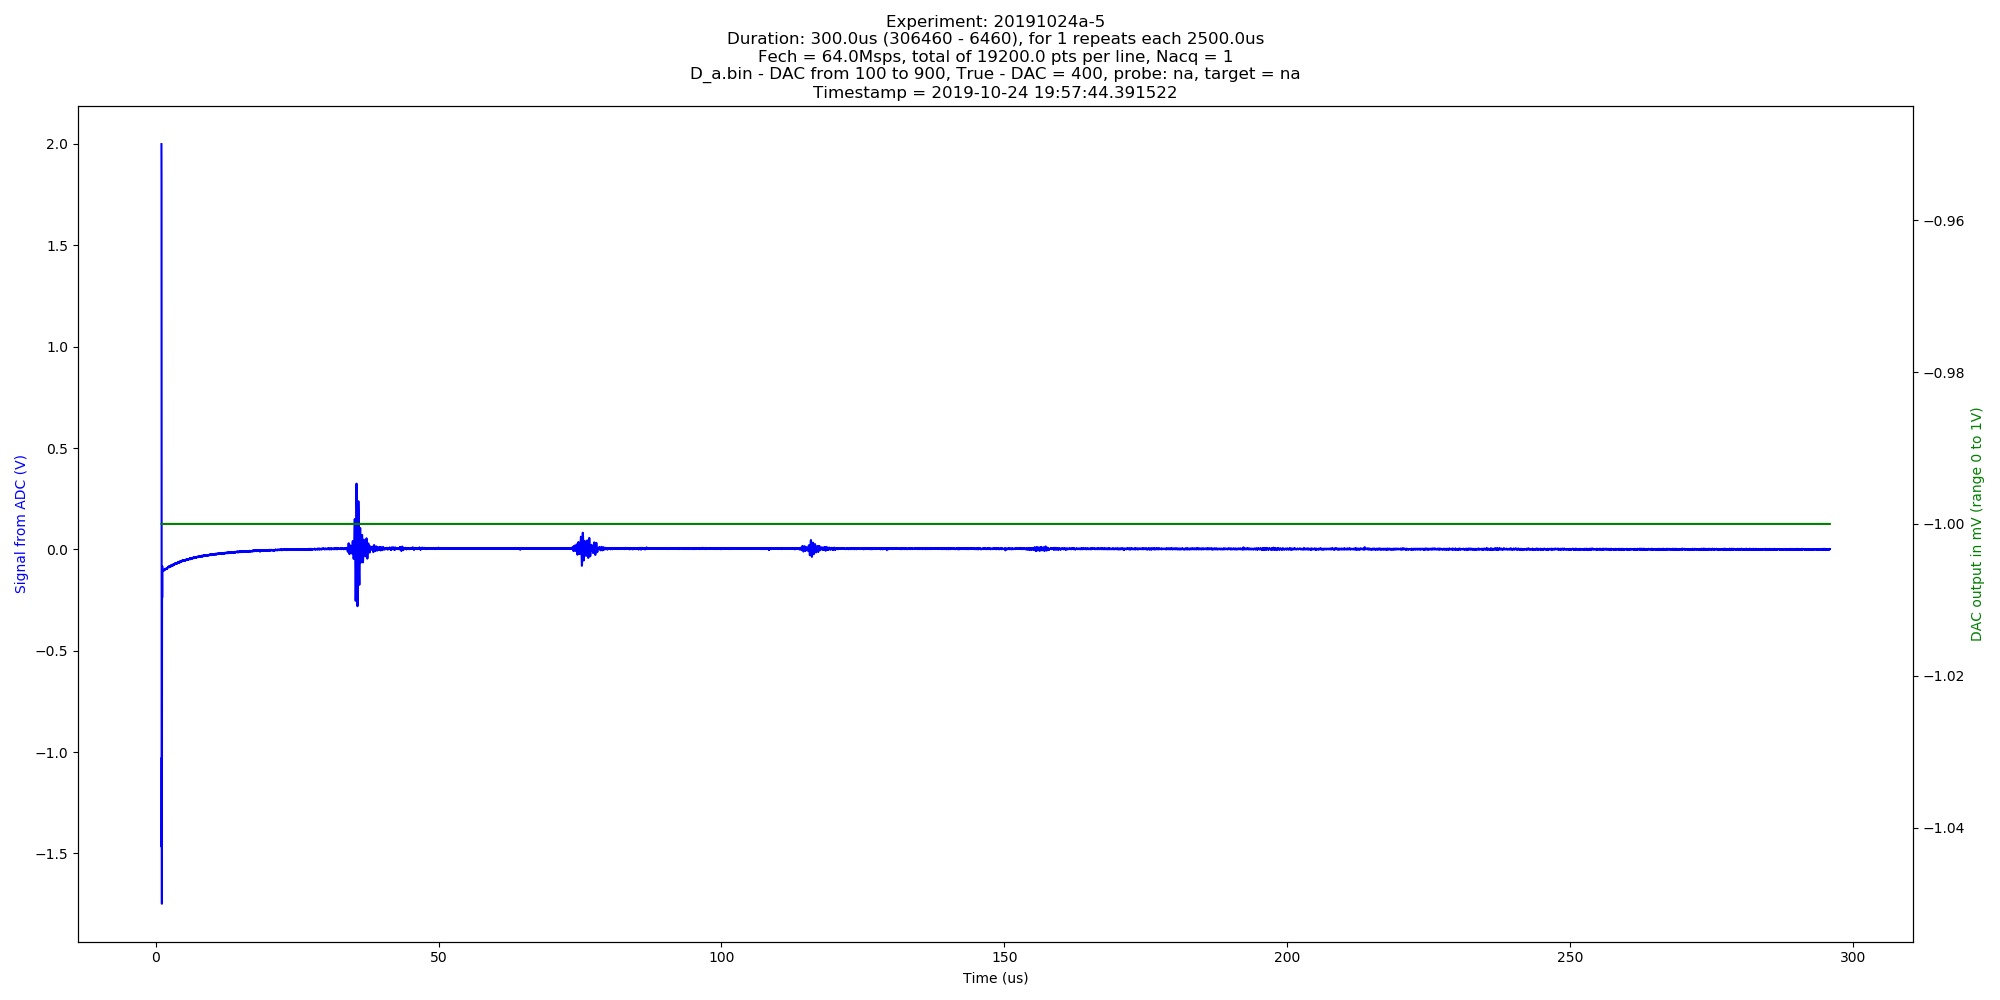 Experiment: 20191024a-5
Duration: 300.0us (306460 - 6460), for 1 repeats each 2500.0us
Fech = 64.0Msps, total of 19200.0 pts per line, Nacq = 1
D_a.bin - DAC from 100 to 900, True - DAC = 400, probe: na, target = na
Timestamp = 2019-10-24 19:57:44.391522
2.0
1.5
1.0
0.5
0.0
−0.5
−1.0
−1.5
Signal from ADC (V)
−0.96
−0.98
−1.00
−1.02
−1.04
DAC output in mV (range 0 to 1V)
0 50 100 150 200 250 300
Time (us)